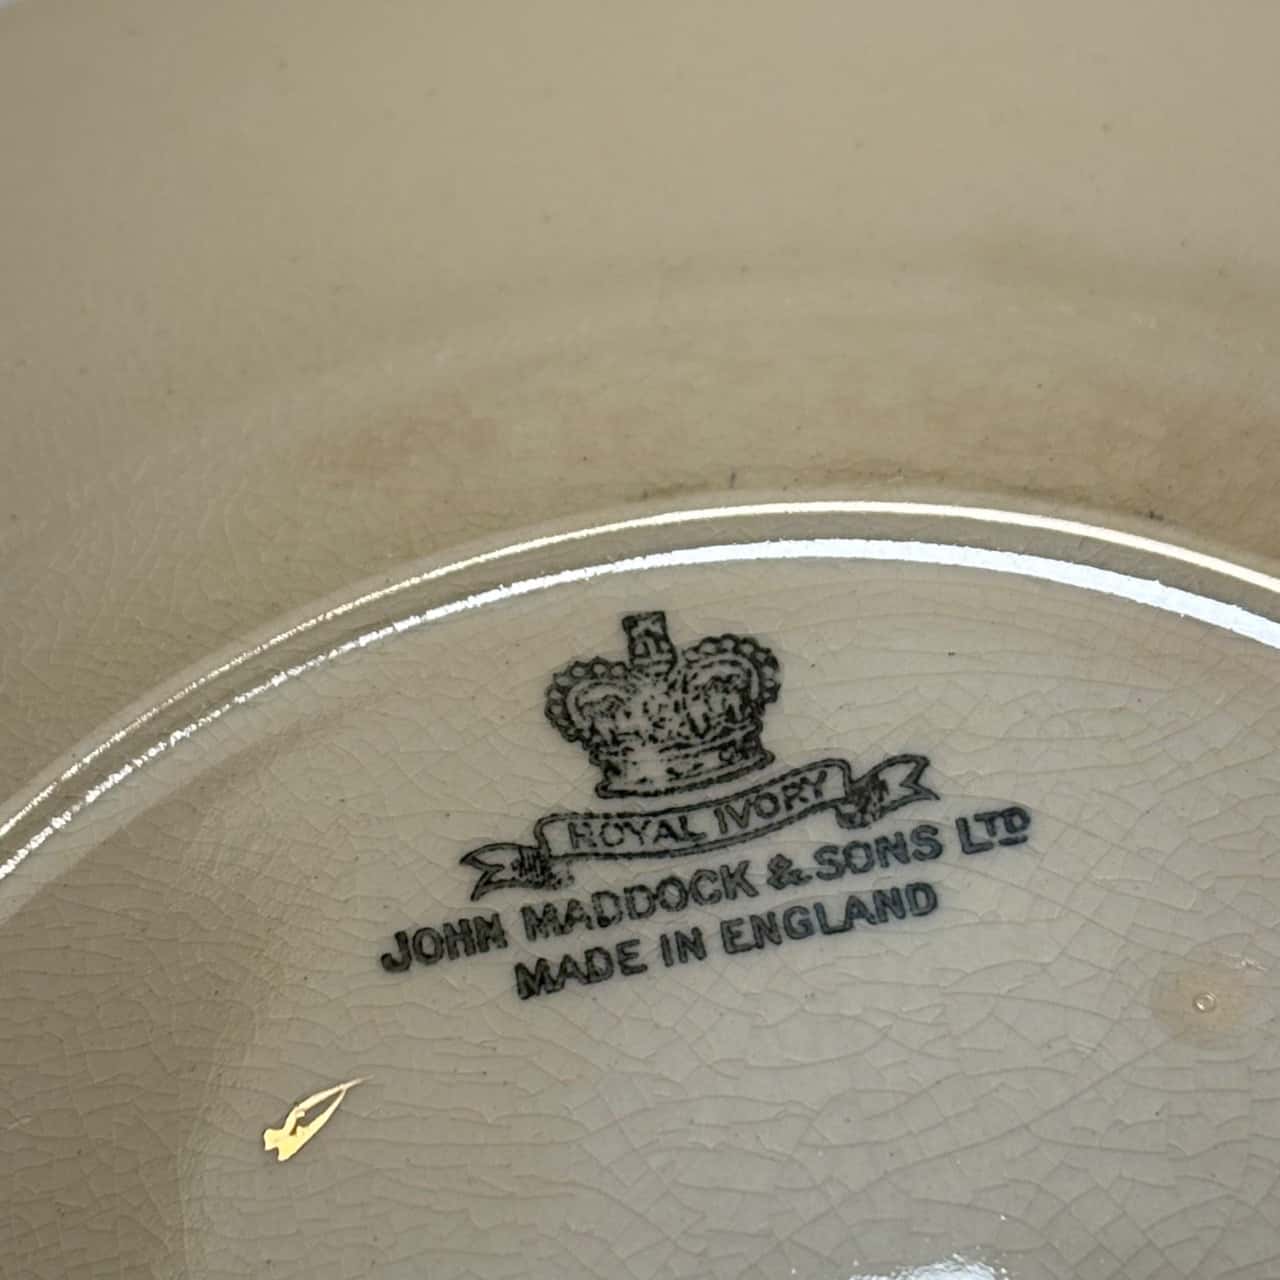 ROYAL IVORY
JOHN MADDOCK & SONS LTD
MADE IN ENGLAND